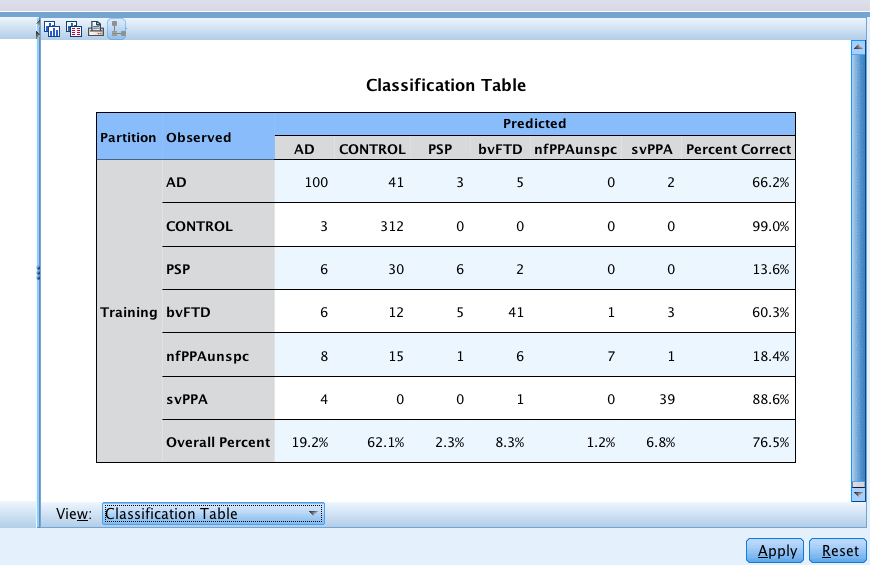 Classification Table
Predicted
Partition Observed
AD CONTROL PSP bvFTD nfPPAunspc svPPA Percent Correct
AD 100 41 3 5 0 2 66.2%
CONTROL 3 312 0 0 0 0 99.0%
PSP 6 30 6 2 0 0 13.6%
Training bvFTD 6 12 5 41 1 3 60.3%
nfPPAunspc 8 15 1 6 7 1 18.4%
svPPA 4 0 0 1 0 39 88.6%
Overall Percent 19.2% 62.1% 2.3% 8.3% 1.2% 6.8% 76.5%
View: Classification Table
Apply Reset